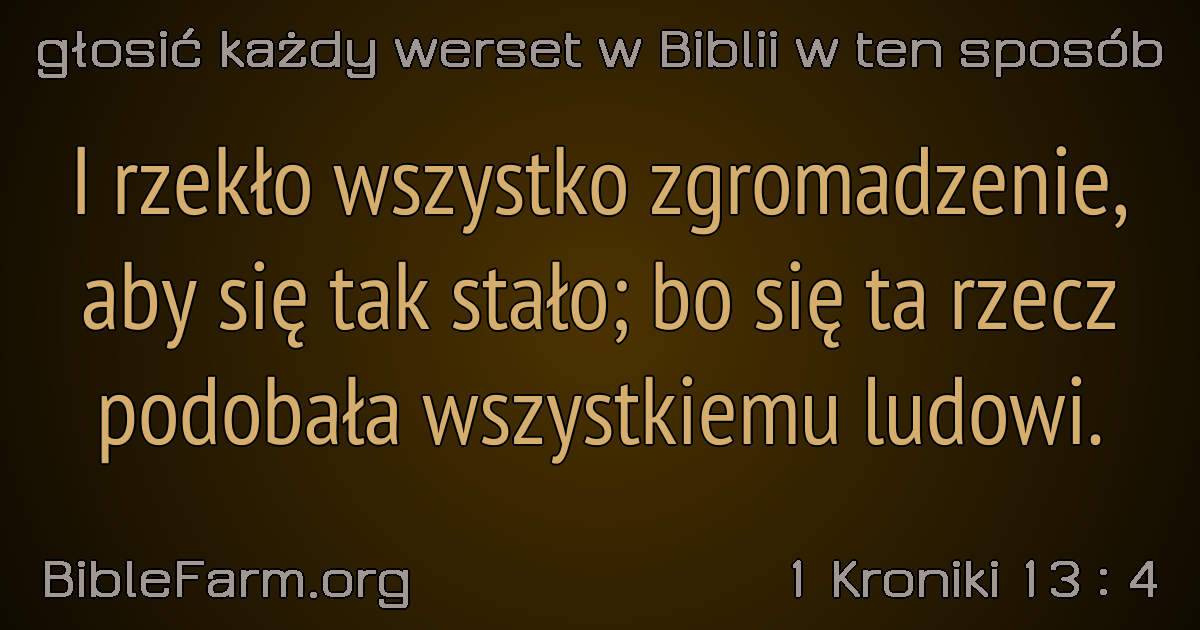 głosić każdy werset w Biblii w ten sposób
I rzekło wszystko zgromadzenie,
aby się tak stało; bo się ta rzecz
podobała wszystkiemu ludowi.
BibleFarm.org
1 Kroniki 13 : 4